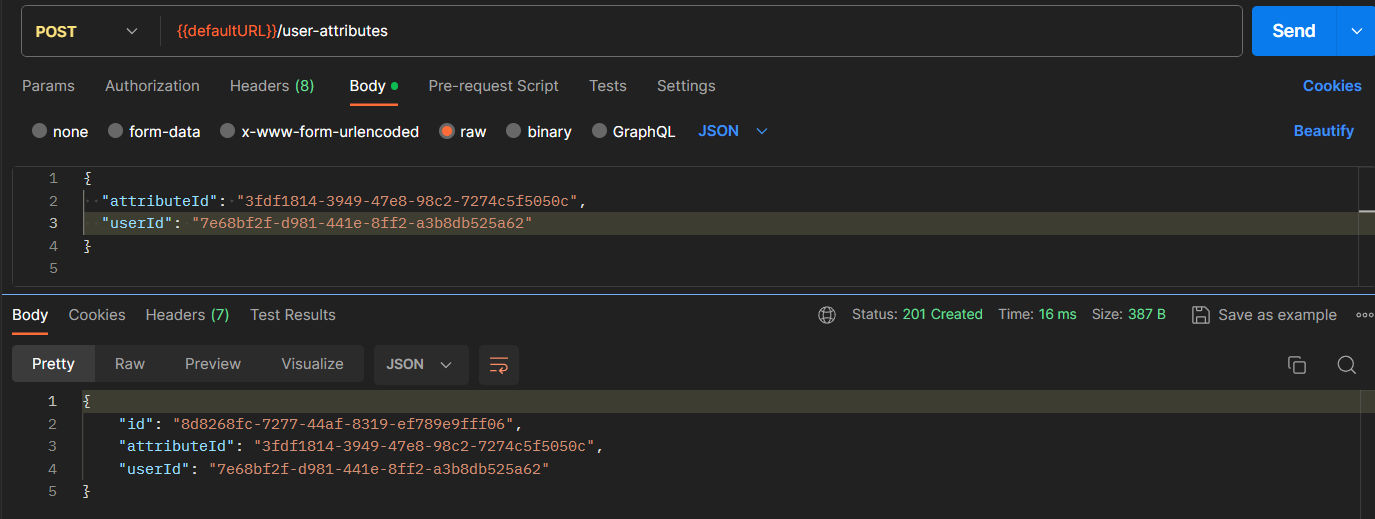 POST {{defaultURL}}/user-attributes Send
Params Authorization Headers (8) Body Pre-request Script Tests Settings Cookies
none form-data x-www-form-urlencoded raw binary GraphQL JSON Beautify
1 {
2 "attributeId": "3fdf1814-3949-47e8-98c2-7274c5f5050c",
3 "userId": "7e68bf2f-d981-441e-8ff2-a3b8db525a62"
4 }
5
Body Cookies Headers (7) Test Results Status: 201 Created Time: 16 ms Size: 387 B Save as example
Pretty Raw Preview Visualize JSON
1 {
2 "id": "8d8268fc-7277-44af-8319-ef789e9fff06",
3 "attributeId": "3fdf1814-3949-47e8-98c2-7274c5f5050c",
4 "userId": "7e68bf2f-d981-441e-8ff2-a3b8db525a62"
5 }